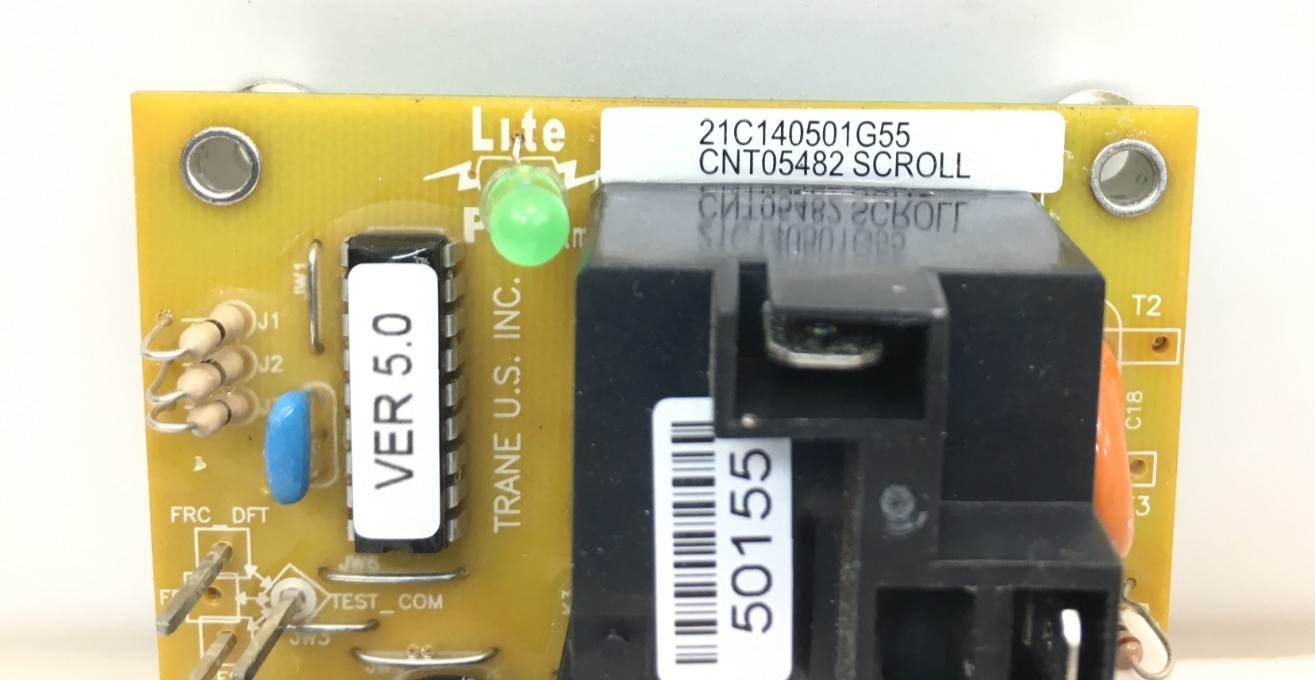 Lite
21C140501G55
CNT05482 SCROLL
JW1
J1
J2
VER 5.0
TRANE U.S. INC.
50155
T2
C18
FRC_DFT
JW6
TEST_COM
JW3